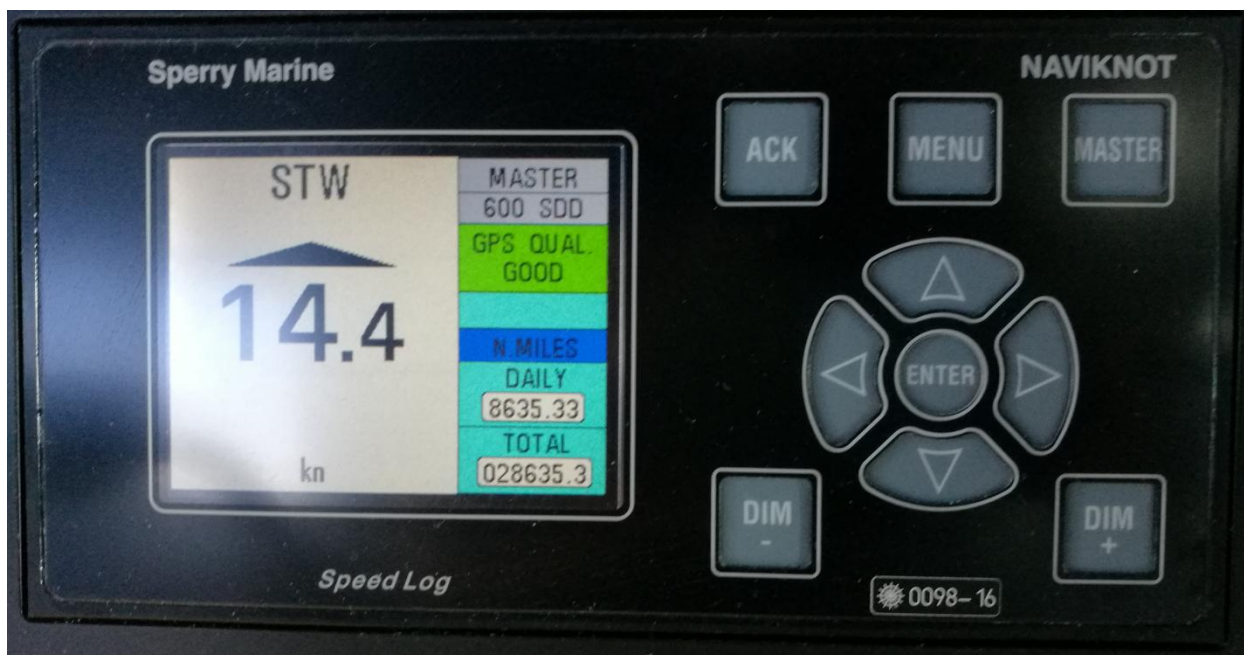 Sperry Marine
NAVIKNOT
STW
14.4
kn
MASTER
600 SDD
GPS QUAL.
GOOD
N.MILES
DAILY
8635.33
TOTAL
028635.3
ACK
MENU
MASTER
ENTER
DIM
-
DIM
+
Speed Log
0098-16